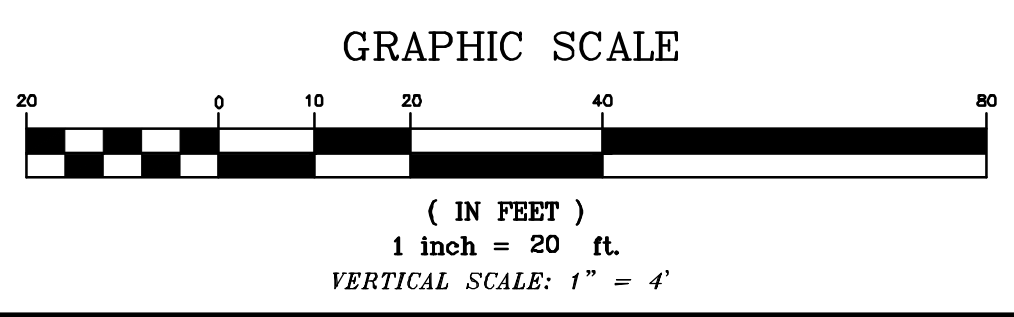 GRAPHIC SCALE
20 0 10 20 40 80
( IN FEET )
1 inch = 20 ft.
VERTICAL SCALE: 1" = 4'